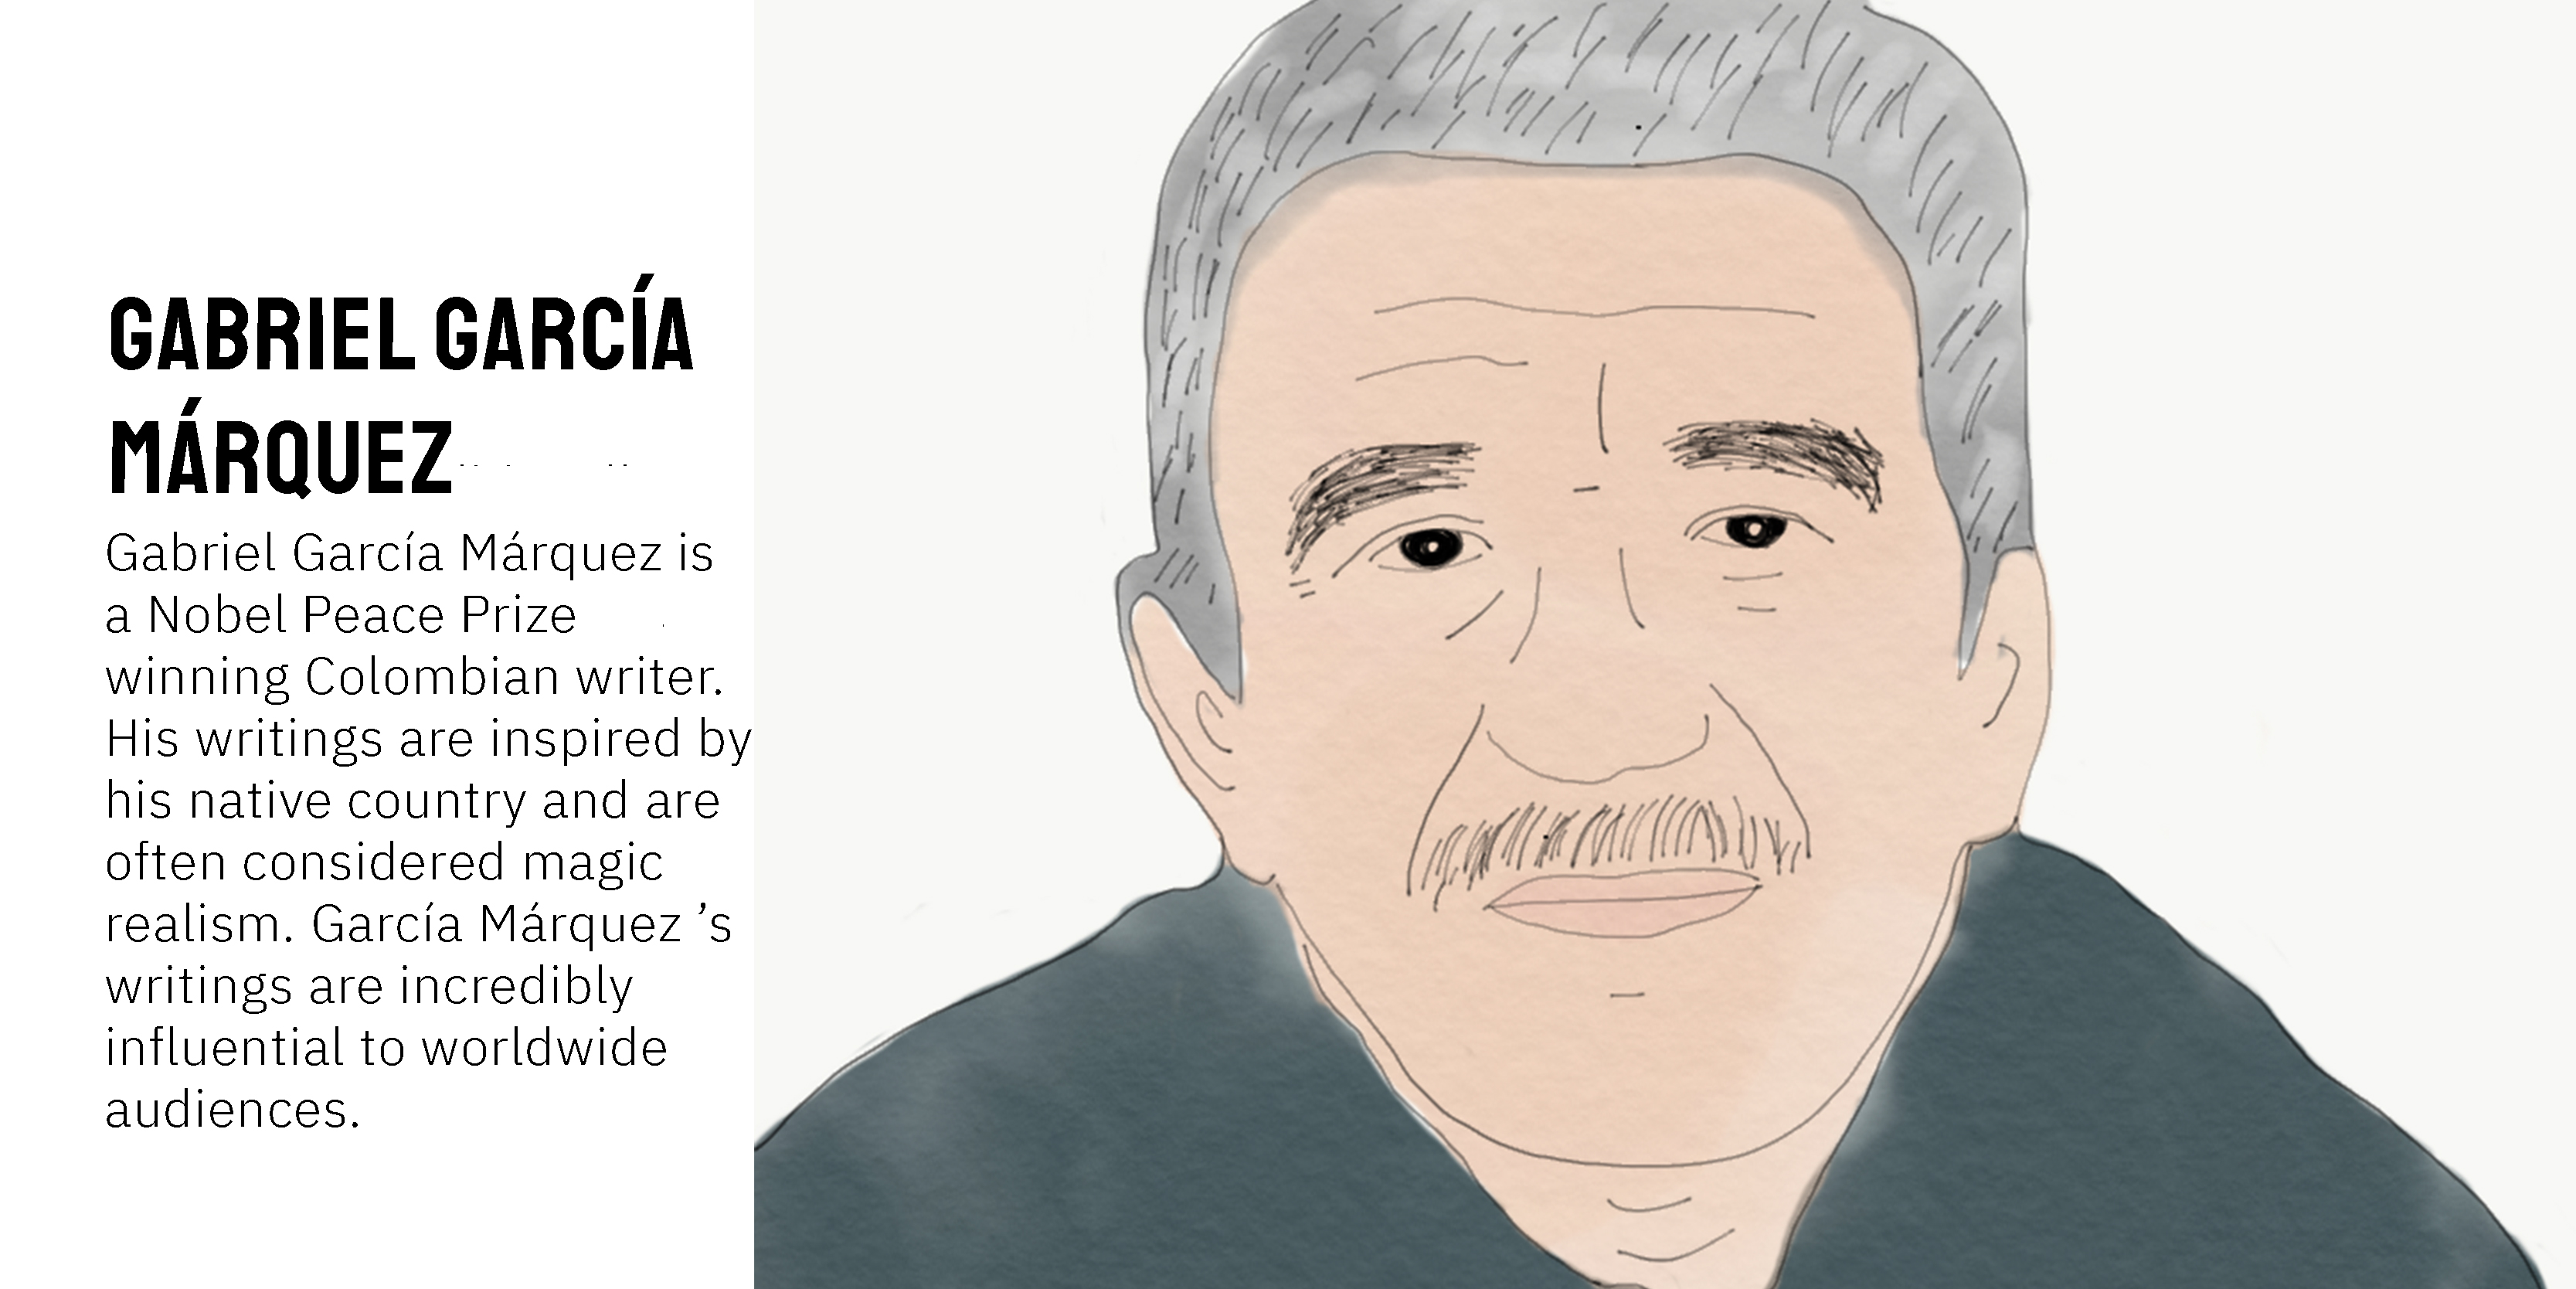 GABRIEL GARCÍA
MÁRQUEZ
Gabriel García Márquez is
a Nobel Peace Prize
winning Colombian writer.
His writings are inspired by
his native country and are
often considered magic
realism. García Márquez ’s
writings are incredibly
influential to worldwide
audiences.